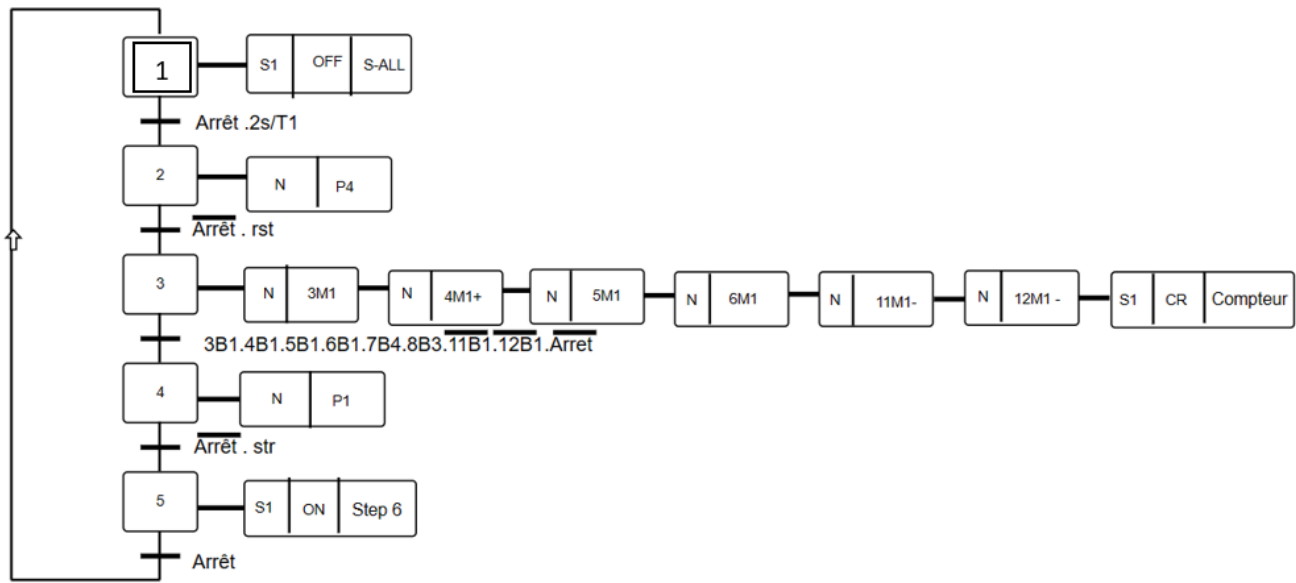 1 S1 OFF S-ALL
Arrêt .2s/T1
2 N P4
Arrêt . rst
3 N 3M1 N 4M1+ N 5M1 N 6M1 N 11M1- N 12M1 - S1 CR Compteur
3B1.4B1.5B1.6B1.7B4.8B3.11B1.12B1.Arret
4 N P1
Arrêt . str
5 S1 ON Step 6
Arrêt